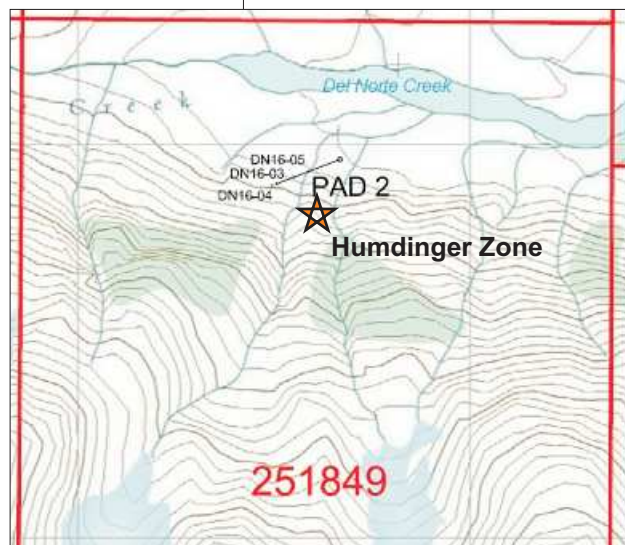 Del Norte Creek
Creek
DN16-05
DN16-03
DN16-04
PAD 2
Humdinger Zone
251849